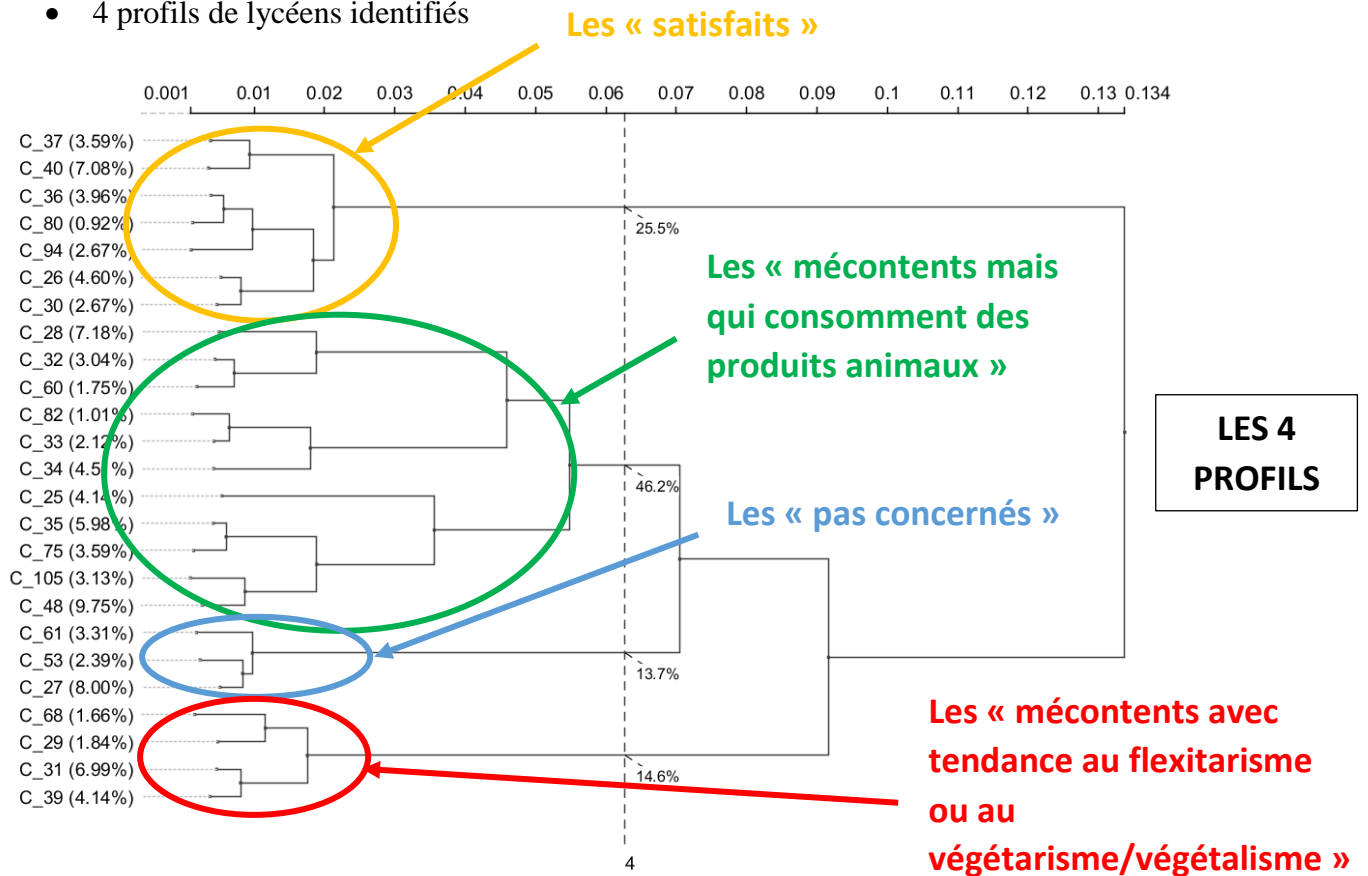 • 4 profils de lycéens identifiés
Les « satisfaits »
0.001 0.01 0.02 0.03 0.04 0.05 0.06 0.07 0.08 0.09 0.1 0.11 0.12 0.13 0.134
C_37 (3.59%)
C_40 (7.08%)
C_36 (3.96%)
C_80 (0.92%)
25.5%
C_94 (2.67%)
C_26 (4.60%)
C_30 (2.67%)
Les « mécontents mais
qui consomment des
produits animaux »
C_28 (7.18%)
C_32 (3.04%)
C_60 (1.75%)
C_82 (1.01%)
C_33 (2.12%)
C_34 (4.5 %)
LES 4
PROFILS
C_25 (4.14%)
46.2%
C_35 (5.98%)
Les « pas concernés »
C_75 (3.59%)
C_105 (3.13%)
C_48 (9.75%)
C_61 (3.31%)
C_53 (2.39%)
13.7%
C_27 (8.00%)
C_68 (1.66%)
C_29 (1.84%)
C_31 (6.99%)
C_39 (4.14%)
14.6%
Les « mécontents avec
tendance au flexitarisme
ou au
végétarisme/végétalisme »
4